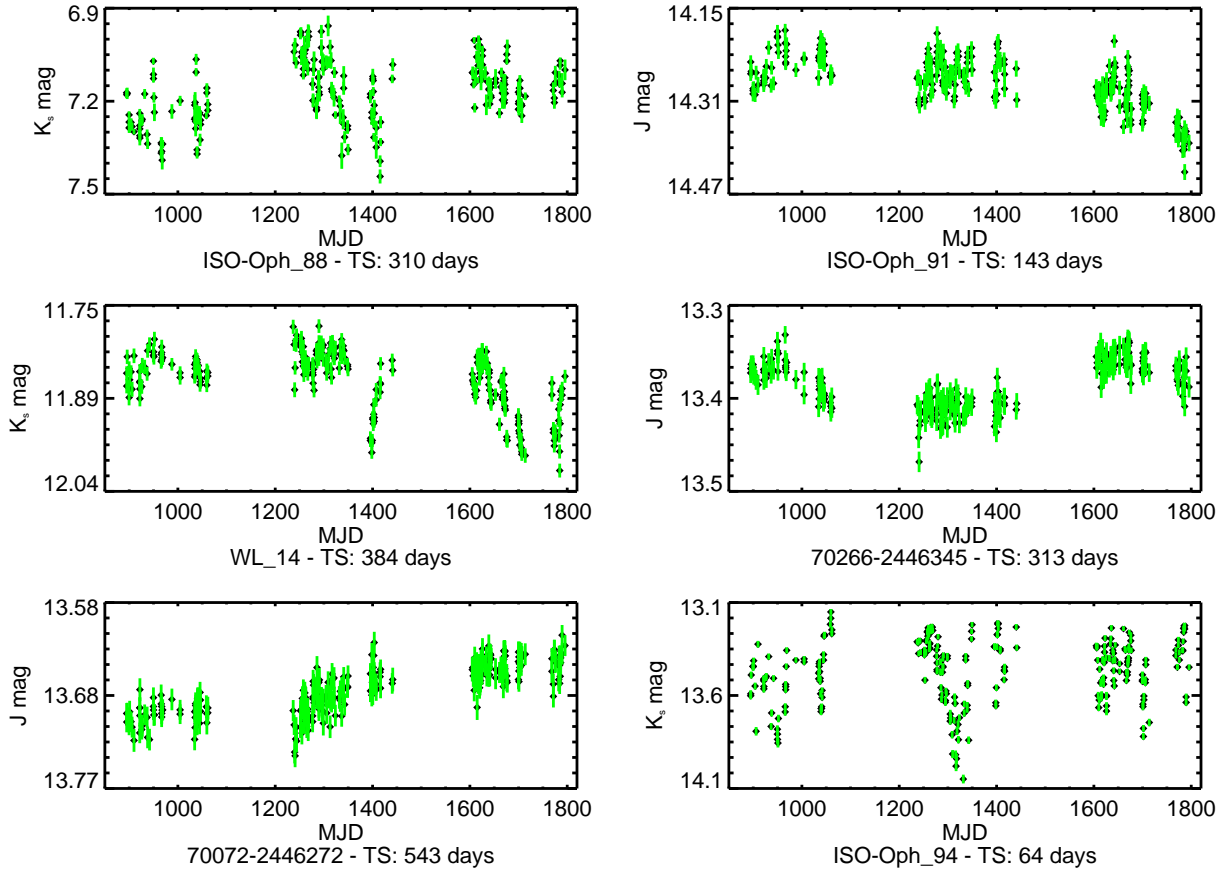 6.9
7.2
7.5
K_s mag
1000 1200 1400 1600 1800
MJD
ISO-Oph_88 - TS: 310 days
14.15
14.31
14.47
J mag
1000 1200 1400 1600 1800
MJD
ISO-Oph_91 - TS: 143 days
11.75
11.89
12.04
K_s mag
1000 1200 1400 1600 1800
MJD
WL_14 - TS: 384 days
13.3
13.4
13.5
J mag
1000 1200 1400 1600 1800
MJD
70266-2446345 - TS: 313 days
13.58
13.68
13.77
J mag
1000 1200 1400 1600 1800
MJD
70072-2446272 - TS: 543 days
13.1
13.6
14.1
K_s mag
1000 1200 1400 1600 1800
MJD
ISO-Oph_94 - TS: 64 days